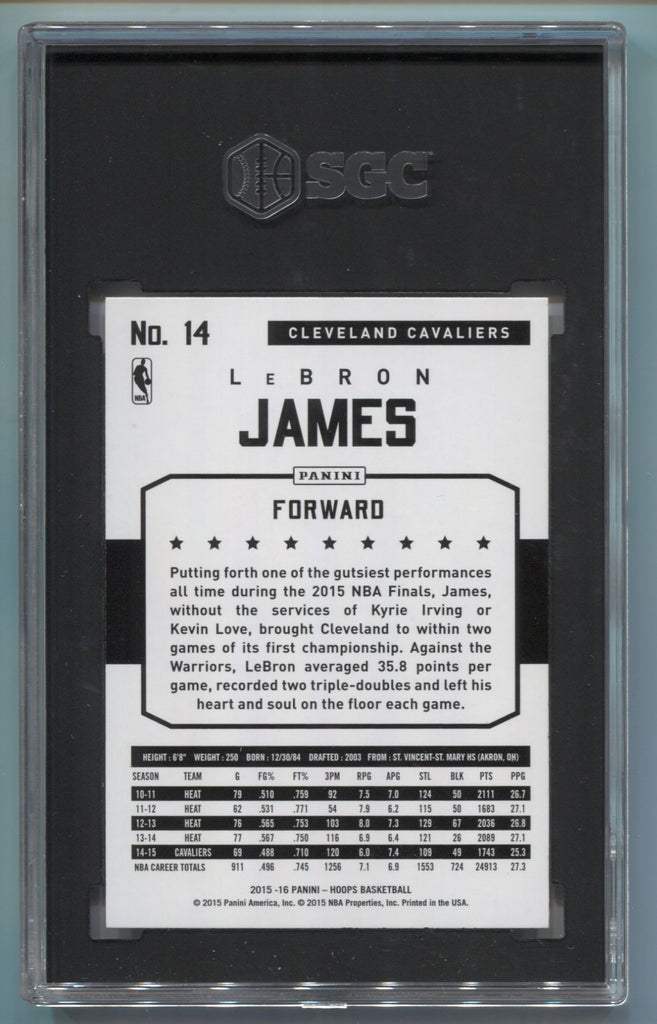 SGC
No. 14
CLEVELAND CAVALIERS
NBA
LeBRON
JAMES
PANINI
FORWARD
Putting forth one of the gutsiest performances
all time during the 2015 NBA Finals, James,
without the services of Kyrie Irving or
Kevin Love, brought Cleveland to within two
games of its first championship. Against the
Warriors, LeBron averaged 35.8 points per
game, recorded two triple-doubles and left his
heart and soul on the floor each game.
HEIGHT: 6'8" WEIGHT: 250 BORN: 12/30/84 DRAFTED: 2003 FROM: ST. VINCENT-ST. MARY HS (AKRON, OH)
SEASON TEAM G FG% FT% 3PM RPG APG STL BLK PTS PPG
10-11 HEAT 79 .510 .759 92 7.5 7.0 124 50 2111 26.7
11-12 HEAT 62 .531 .771 54 7.9 6.2 115 50 1683 27.1
12-13 HEAT 76 .565 .753 103 8.0 7.3 129 67 2036 26.8
13-14 HEAT 77 .567 .750 116 6.9 6.4 121 26 2089 27.1
14-15 CAVALIERS 69 .488 .710 120 6.0 7.4 109 49 1743 25.3
NBA CAREER TOTALS 911 .496 .745 1256 7.1 6.9 1553 724 24913 27.3
2015 -16 PANINI – HOOPS BASKETBALL
© 2015 Panini America, Inc. © 2015 NBA Properties, Inc. Printed in the USA.